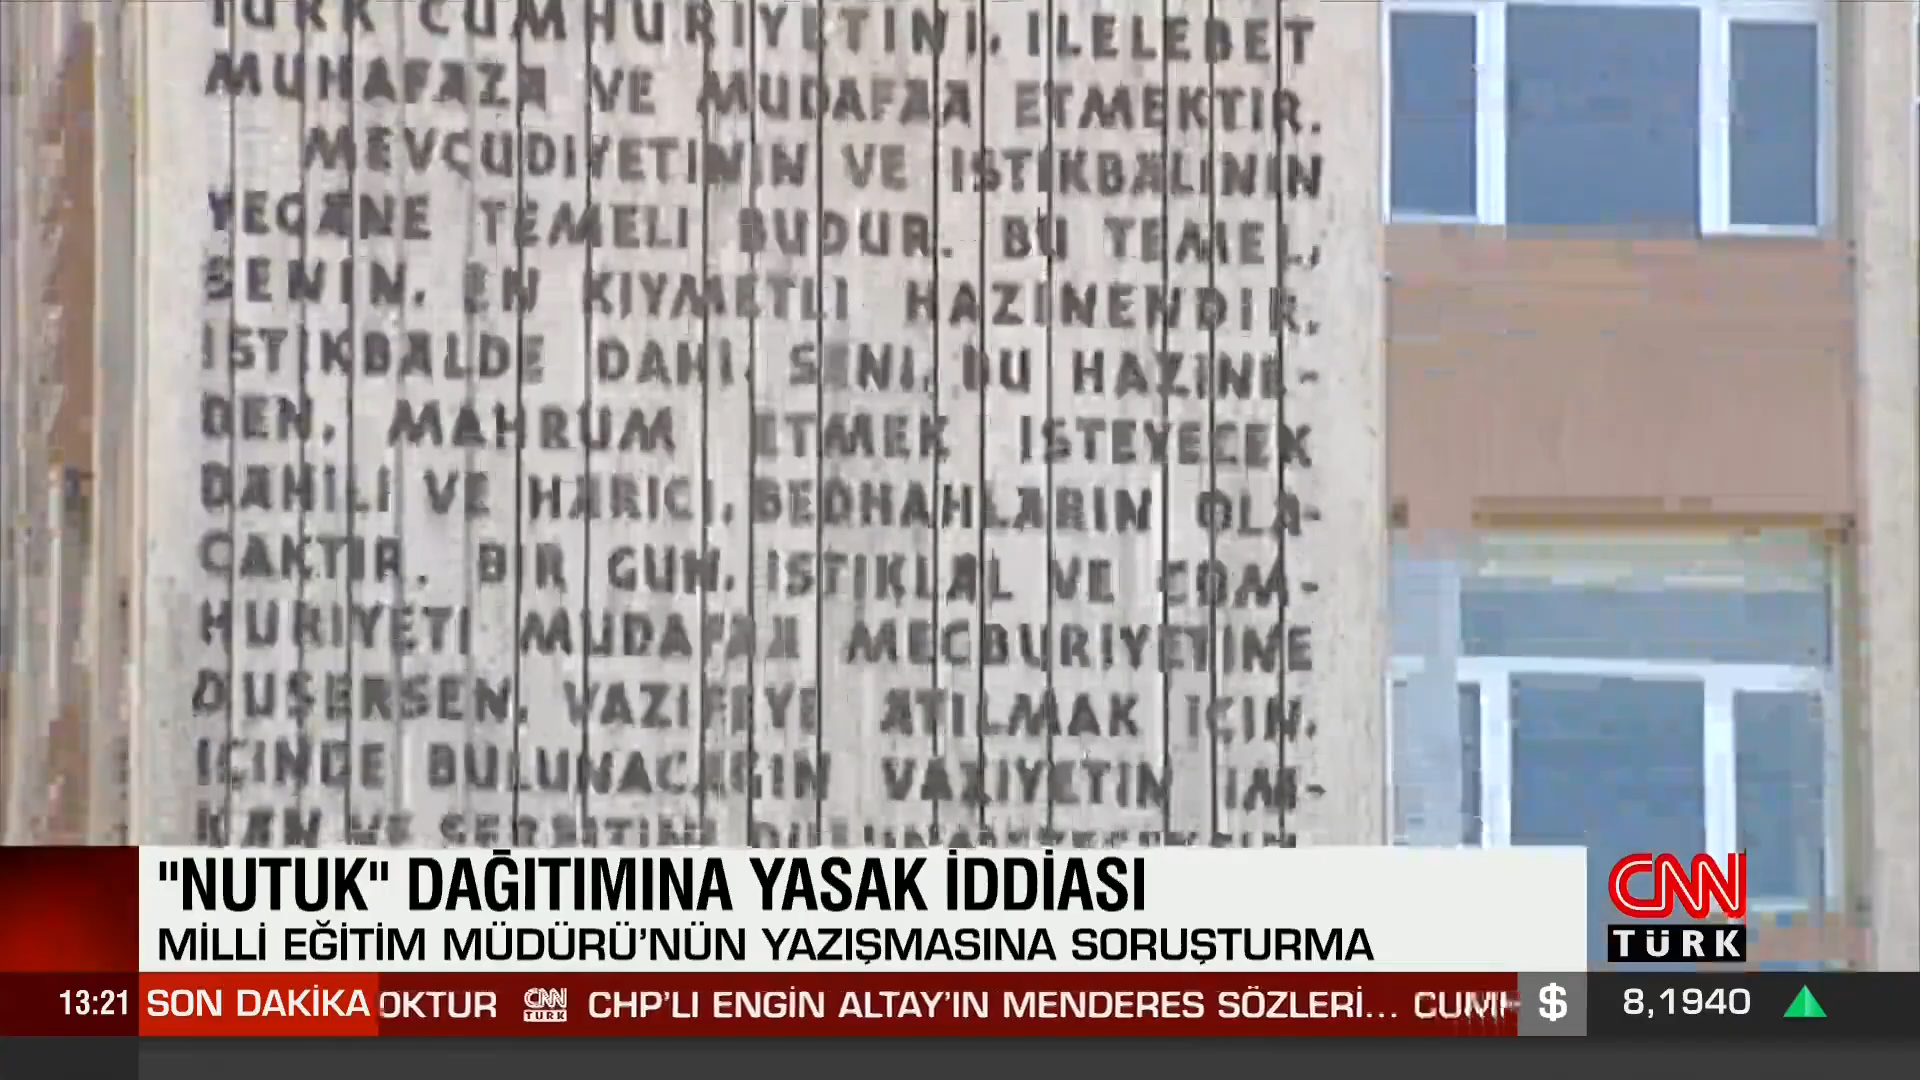 TÜRK CUMHURİYETİNİ, İLELEBET
MUHAFAZA VE MÜDAFAA ETMEKTİR.
MEVCUDİYETİNİN VE İSTİKBALİNİN
YEGANE TEMELİ BUDUR. BU TEMEL,
SENİN, EN KIYMETLİ HAZİNENDİR.
İSTİKBALDE DAHİ, SENİ, BU HAZİNE-
DEN, MAHRUM ETMEK İSTEYECEK
DAHİLİ VE HARİCİ, BEDHAHLARIN OLA-
CAKTIR. BİR GÜN, İSTİKLAL VE CUM-
HURİYETİ MÜDAFAA MECBURİYETİNE
DÜŞERSEN, VAZİFEYE ATILMAK İÇİN,
İÇİNDE BULUNACAĞIN VAZİYETİN İM-
"NUTUK" DAĞITIMINA YASAK İDDİASI
MİLLİ EĞİTİM MÜDÜRÜ'NÜN YAZIŞMASINA SORUŞTURMA
CNN
TÜRK
13:21 SON DAKİKA OKTUR CNN TÜRK CHP'Lİ ENGİN ALTAY'IN MENDERES SÖZLERİ... CUMH $ 8,1940